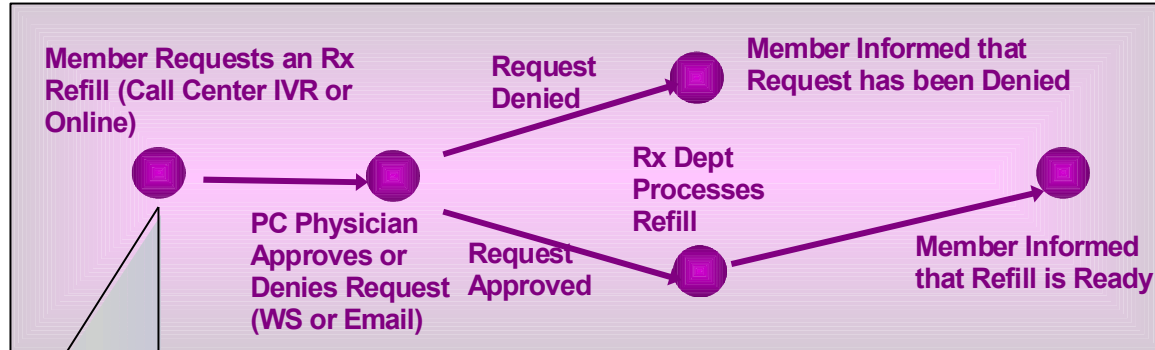 Member Requests an Rx
Refill (Call Center IVR or
Online)
Request
Denied
Member Informed that
Request has been Denied
PC Physician
Approves or
Denies Request
(WS or Email)
Request
Approved
Rx Dept
Processes
Refill
Member Informed
that Refill is Ready